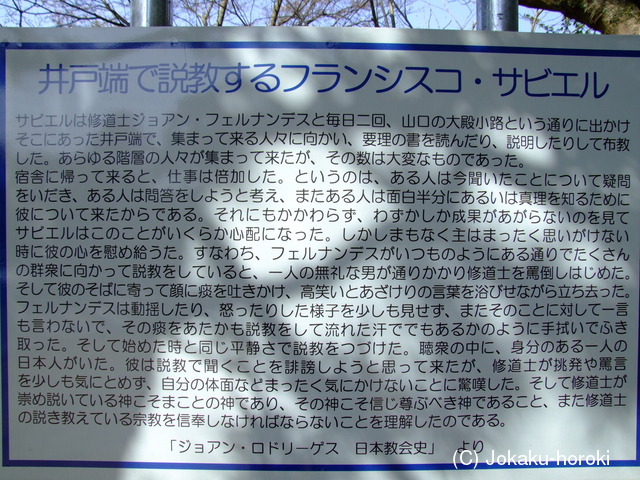 井戸端で説教するフランシスコ・サビエル
サビエルは修道士ジョアン・フェルナンデスと毎日二回、山口の大殿小路という通りに出かけ
そこにあった井戸端で、集まって来る人々に向かい、要理の書を読んだり、説明したりして布教
した。あらゆる階層の人々が集まって来たが、その数は大変なものであった。
宿舎に帰って来ると、仕事は倍加した。というのは、ある人は今聞いたことについて疑問
をいだき、ある人は問答をしようと考え、またある人は面白半分にあるいは真理を知るために
彼について来たからである。それにもかかわらず、わずかしか成果があがらないのを見て
サビエルはこのことがいくらか心配になった。しかしまもなく主はまったく思いがけない
時に彼の心を慰め給うた。すなわち、フェルナンデスがいつものようにある通りでたくさん
の群衆に向かって説教をしていると、一人の無礼な男が通りかかり修道士を罵倒しはじめた。
そして彼のそばに寄って顔に痰を吐きかけ、高笑いとあざけりの言葉を浴びせながら立ち去った。
フェルナンデスは動揺したり、怒ったりした様子を少しも見せず、またそのことに対して一言
も言わないで、その痰をあたかも説教をして流れた汗ででもあるかのように手拭いでふき
取った。そして始めた時と同じ平静さで説教をつづけた。聴衆の中に、身分のある一人の
日本人がいた。彼は説教で聞くことを誹謗しようと思って来たが、修道士が挑発や罵言
を少しも気にとめず、自分の体面などまったく気にかけないことに驚嘆した。そして修道士が
崇め説いている神こそまことの神であり、その神こそ信じ尊ぶべき神であること、また修道士
の説き教えている宗教を信奉しなければならないことを理解したのである。
「ジョアン・ロドリーゲス 日本教会史」 より
(C) Jokaku-horoki